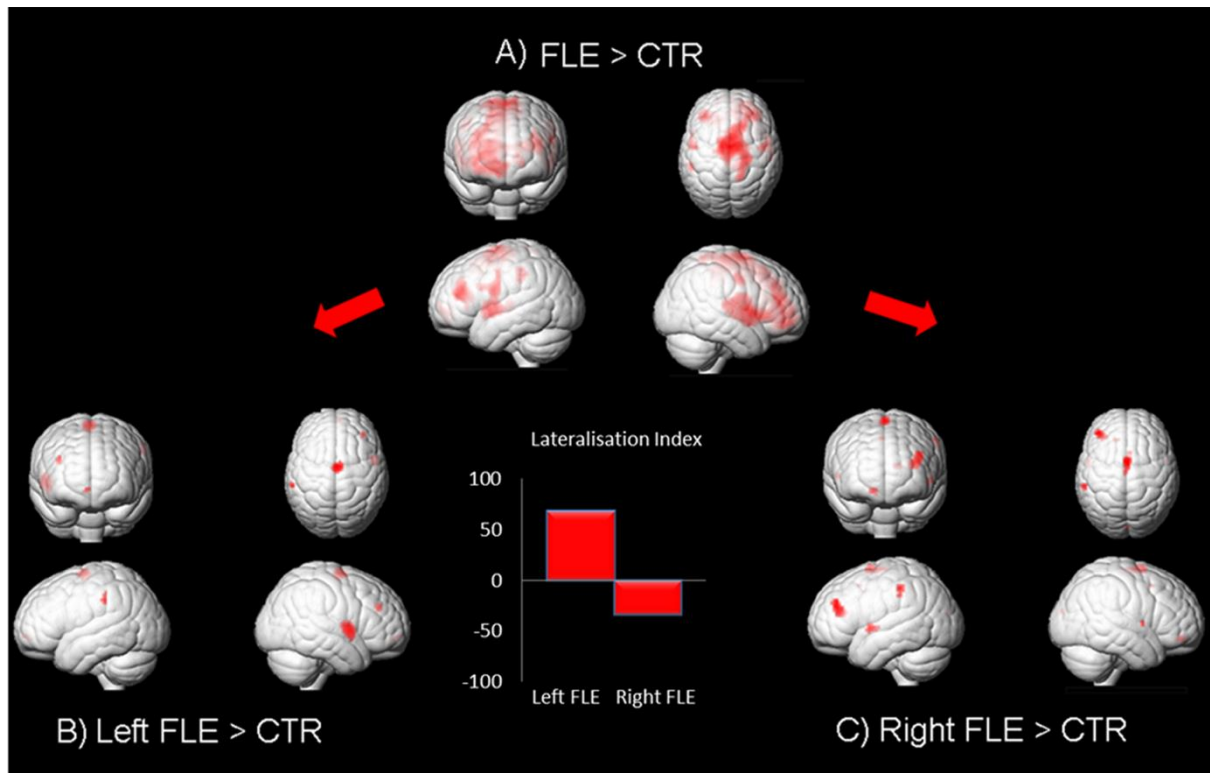 A) FLE > CTR
Lateralisation Index
100
50
0
-50
-100
Left FLE Right FLE
B) Left FLE > CTR
C) Right FLE > CTR